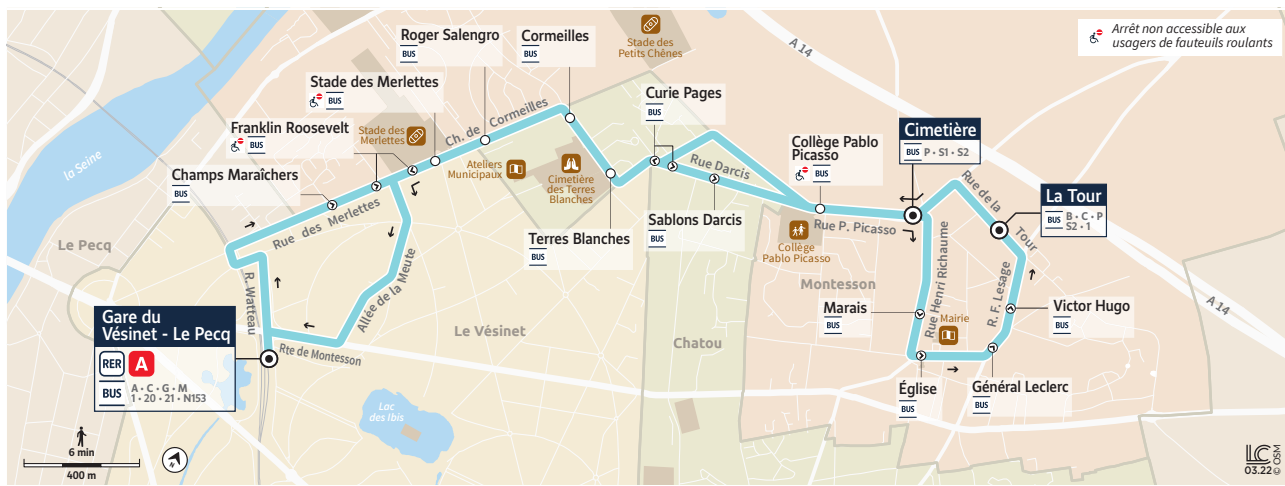 Arrêt non accessible aux
usagers de fauteuils roulants
A 14
Roger Salengro
BUS
Cormeilles
BUS
Stade des
Petits Chênes
la Seine
Stade des Merlettes
BUS
Curie Pages
BUS
Franklin Roosevelt
BUS
Stade des
Merlettes
Ch. de Cormeilles
Collège Pablo
Picasso
BUS
Cimetière
BUS P • S1 • S2
Champs Maraîchers
BUS
Ateliers
Municipaux
Cimetière
des Terres
Blanches
Rue Darcis
Rue de la
Tour
La Tour
BUS B • C • P
S2 • 1
Le Pecq
Rue des Merlettes
Terres Blanches
BUS
Sablons Darcis
BUS
Rue P. Picasso
Collège
Pablo Picasso
Montesson
Rue Henri Richaume
R. F. Lesage
R. Watteau
Allée de la Meute
Gare du
Vésinet - Le Pecq
RER A
BUS A • C • G • M
1 • 20 • 21 • N153
Rte de Montesson
Le Vésinet
Chatou
Marais
BUS
Mairie
Victor Hugo
BUS
A 14
Église
BUS
Général Leclerc
BUS
Lac
des Ibis
6 min
400 m
LC
03.22 © OSM